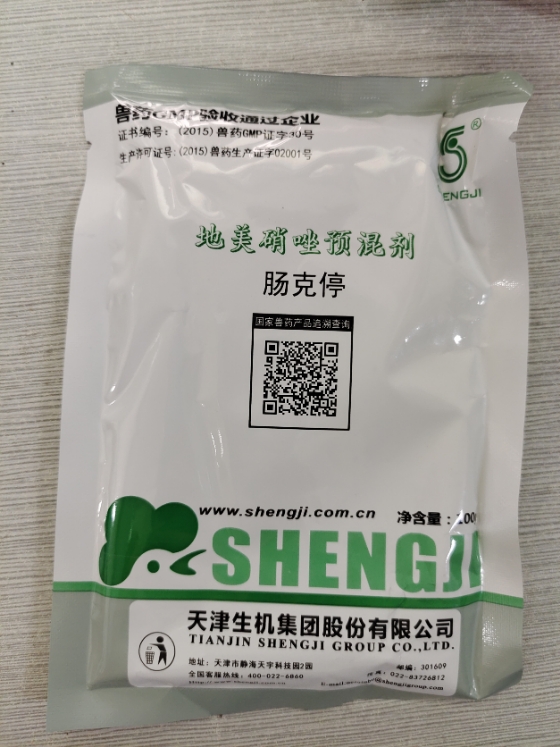 兽药GMP验收通过企业
证书编号：(2015)兽药GMP证字30号
生产许可证号：(2015)兽药生产证字02001号
®
ENGJI
地美硝唑预混剂
肠克停
国家兽药产品追溯查询
www.shengji.com.cn
净含量：
SHENGJI
天津生机集团股份有限公司
TIANJIN SHENGJI GROUP CO.,LTD.
地址：天津市静海天宇科技园2园
邮编：301609
全国客服热线：400-022-6860
传真：022-83726812
E-mail: @shengjigroup.com